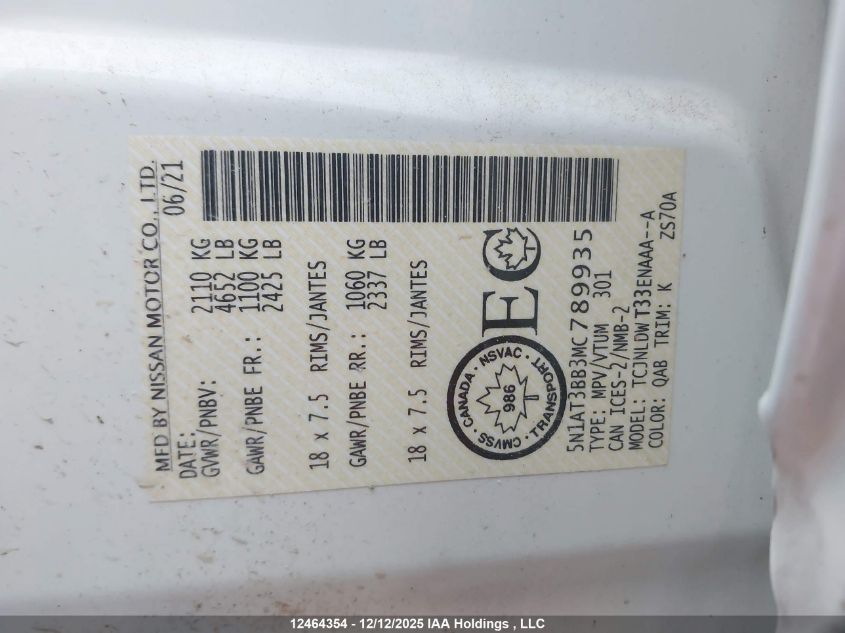 MFD BY NISSAN MOTOR CO., LTD.
DATE: 06/21
GVWR/PNBV: 2110 KG
4652 LB
GAWR/PNBE FR.: 1100 KG
2425 LB
18 x 7.5 RIMS/JANTES
GAWR/PNBE RR.: 1060 KG
2337 LB
18 x 7.5 RIMS/JANTES
CANADA · NSVAC · TRANSPORT · CMVSS ·
986
EC
5N1AT3BB3MC789935
TYPE: MPV/VTUM 301
CAN ICES-2/NMB-2
MODEL: TCJNLDWT33ENAAA--A
COLOR: QAB TRIM: K ZS70A
12464354 - 12/12/2025 IAA Holdings , LLC